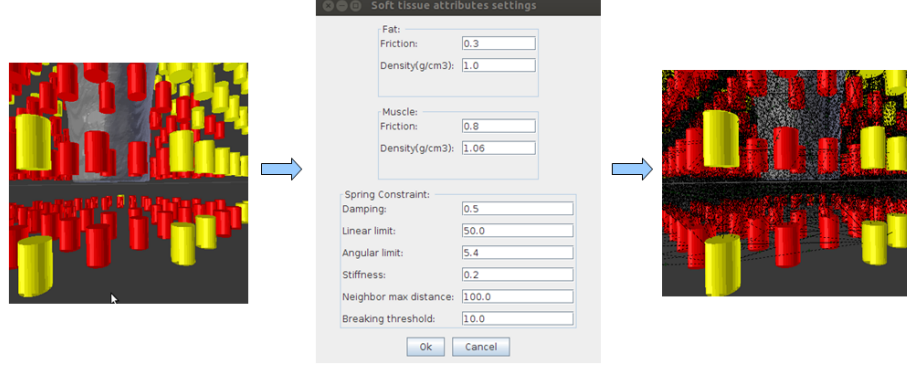 Soft tissue attributes settings
Fat:
Friction: 0.3
Density(g/cm3): 1.0
Muscle:
Friction: 0.8
Density(g/cm3): 1.06
Spring Constraint:
Damping: 0.5
Linear limit: 50.0
Angular limit: 5.4
Stiffness: 0.2
Neighbor max distance: 100.0
Breaking threshold: 10.0
Ok Cancel